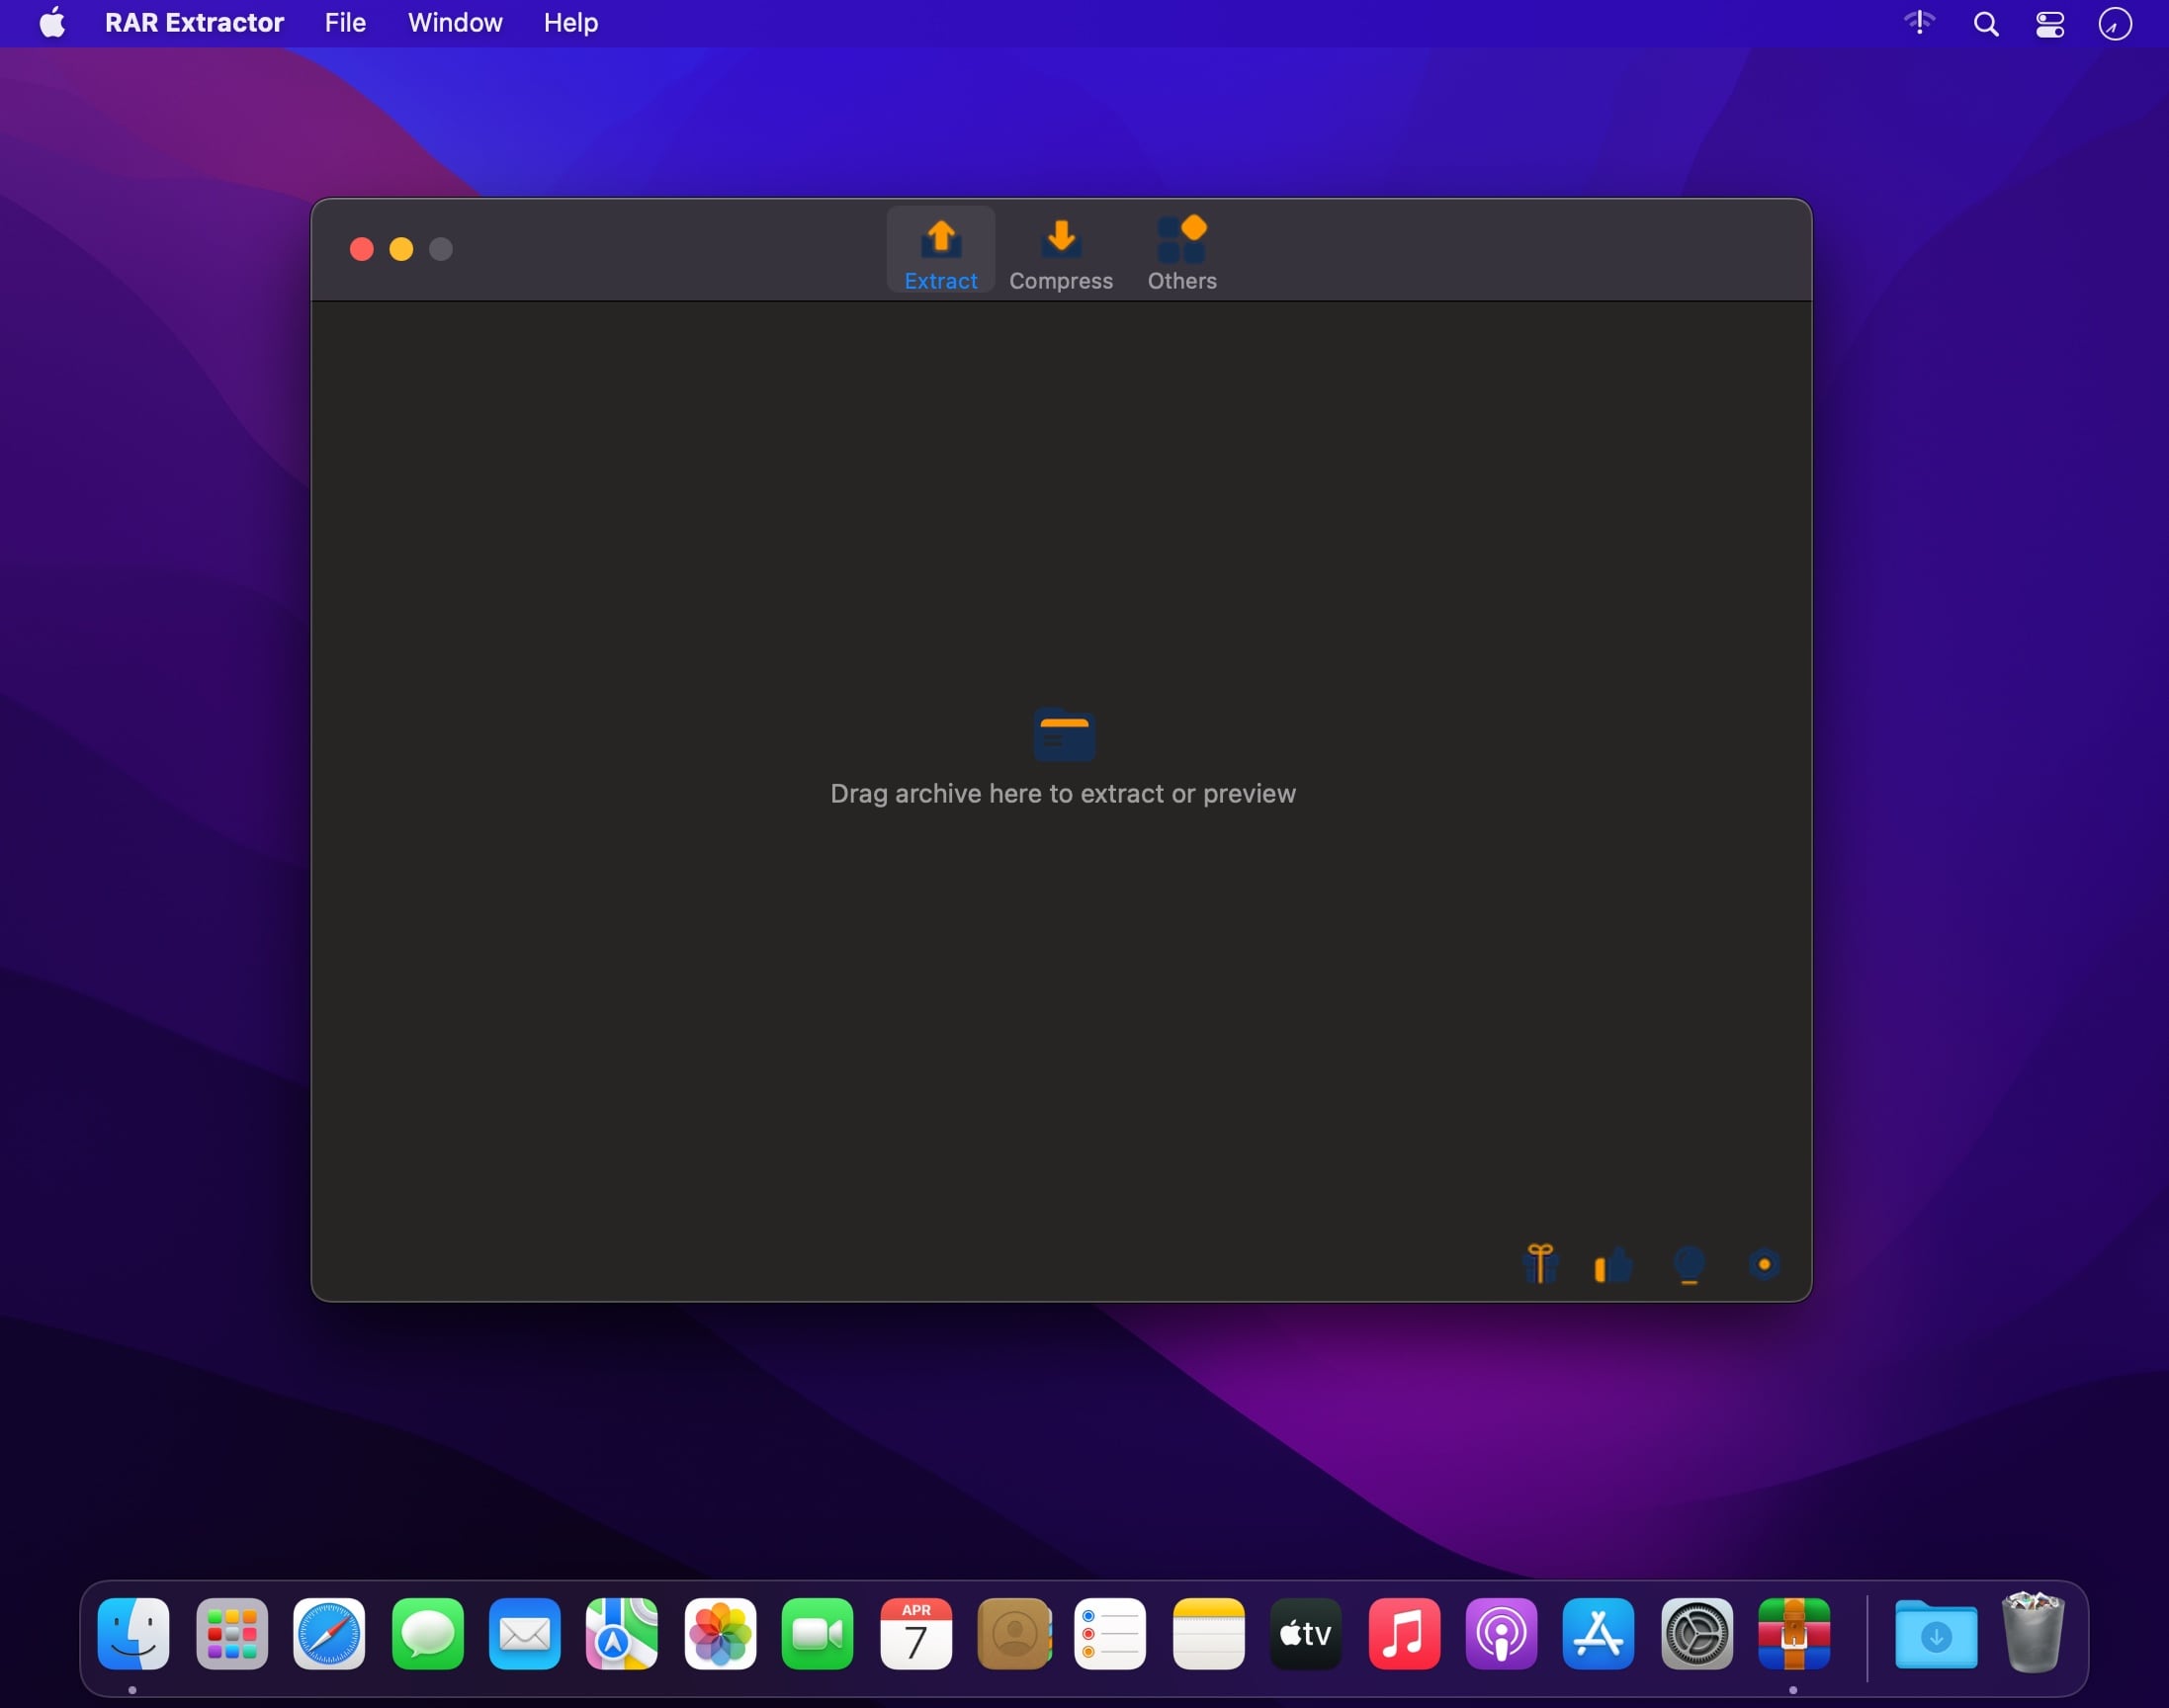 RAR Extractor File Window Help
Extract Compress Others
Drag archive here to extract or preview
APR
7
tv